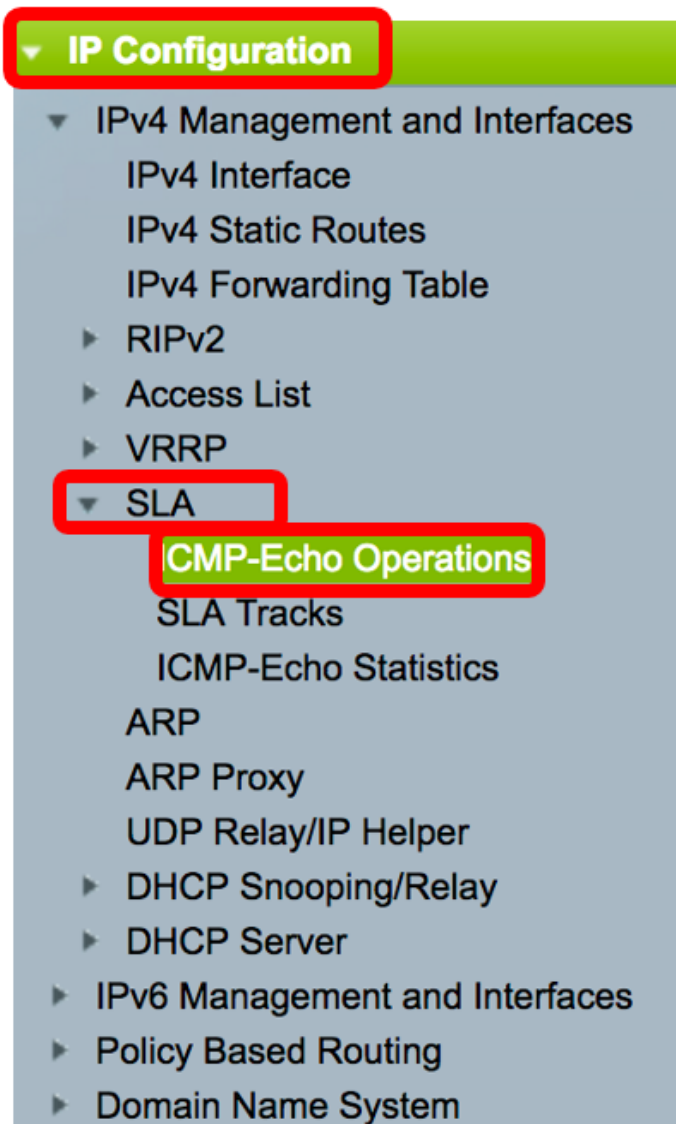 IP Configuration
IPv4 Management and Interfaces
IPv4 Interface
IPv4 Static Routes
IPv4 Forwarding Table
RIPv2
Access List
VRRP
SLA
ICMP-Echo Operations
SLA Tracks
ICMP-Echo Statistics
ARP
ARP Proxy
UDP Relay/IP Helper
DHCP Snooping/Relay
DHCP Server
IPv6 Management and Interfaces
Policy Based Routing
Domain Name System